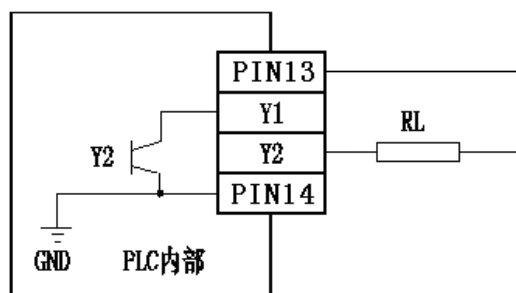 PIN13
Y1
RL
Y2
Y2
PIN14
GND
PLC内部